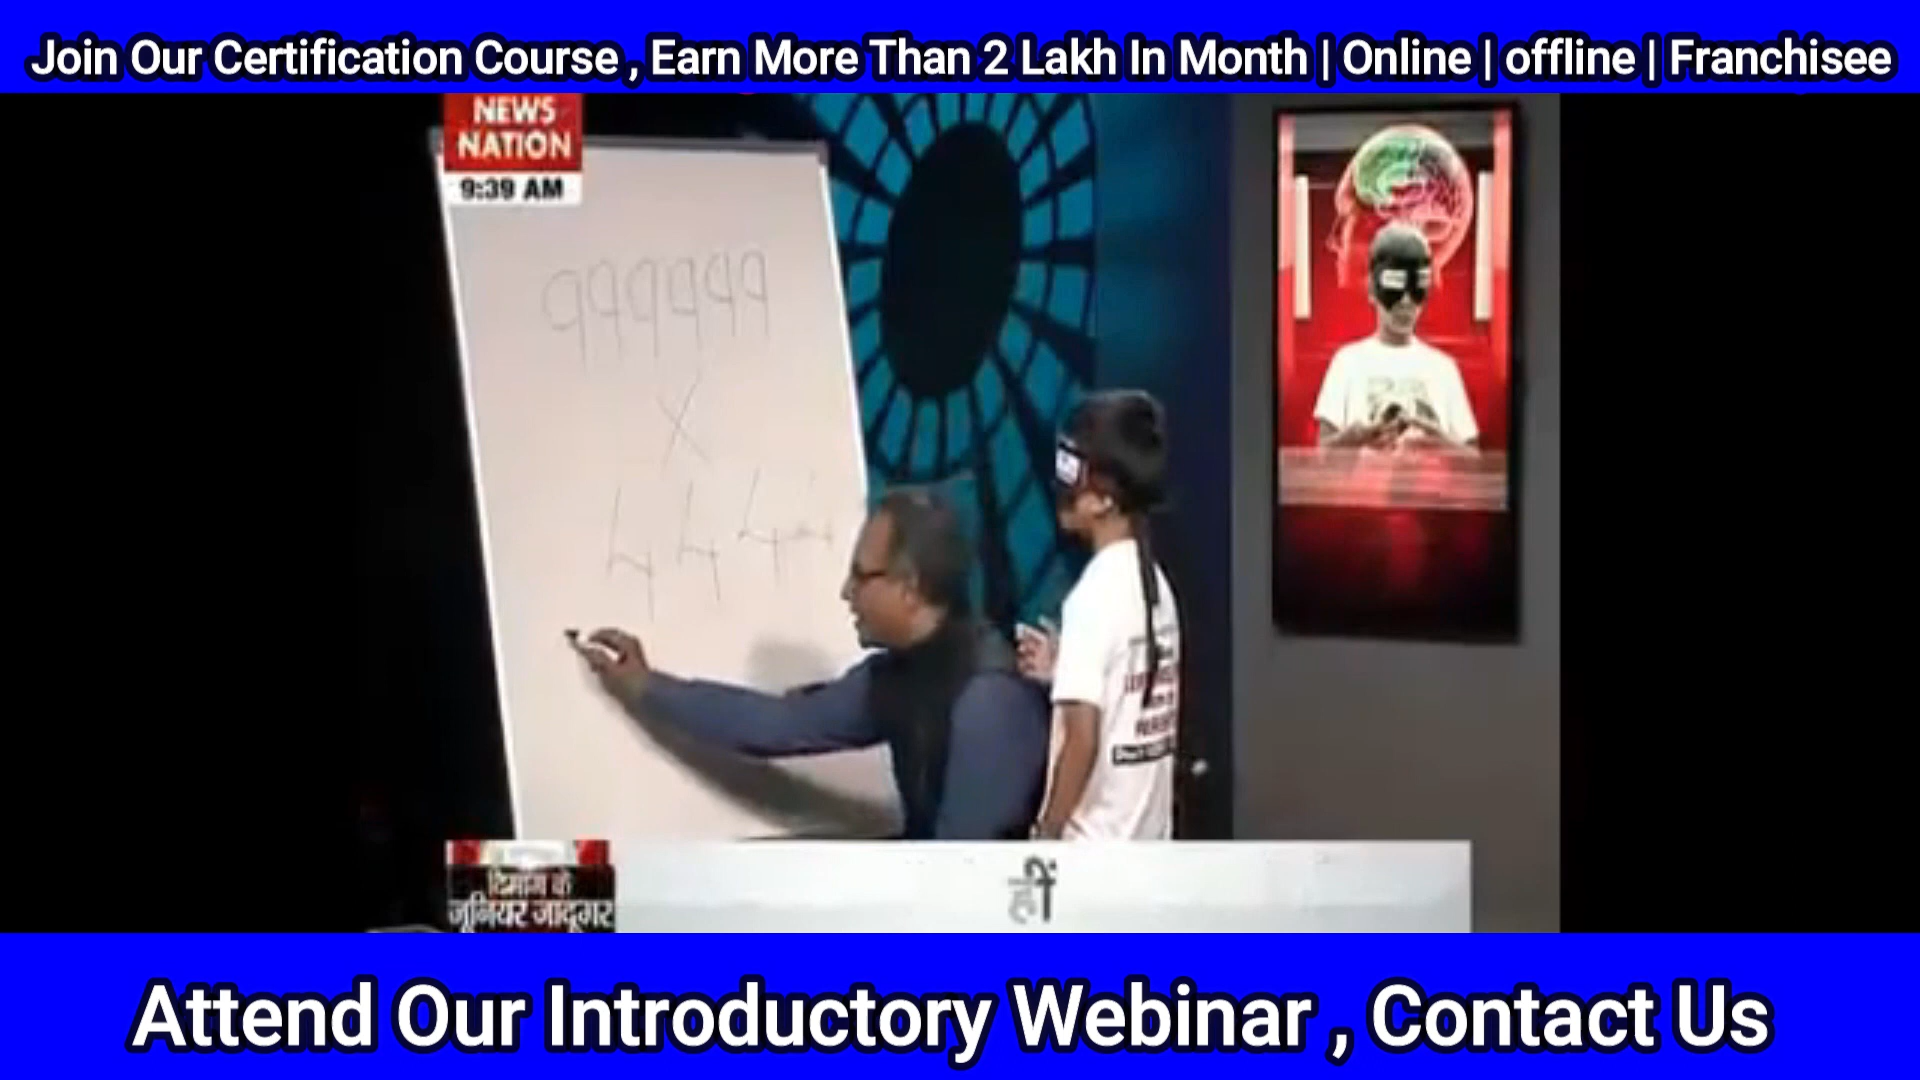 Join Our Certification Course , Earn More Than 2 Lakh In Month | Online | offline | Franchisee
NEWS
NATION
9:39 AM
999999
X
4444
दिमाग के
जूनियर जादूगर
Attend Our Introductory Webinar , Contact Us